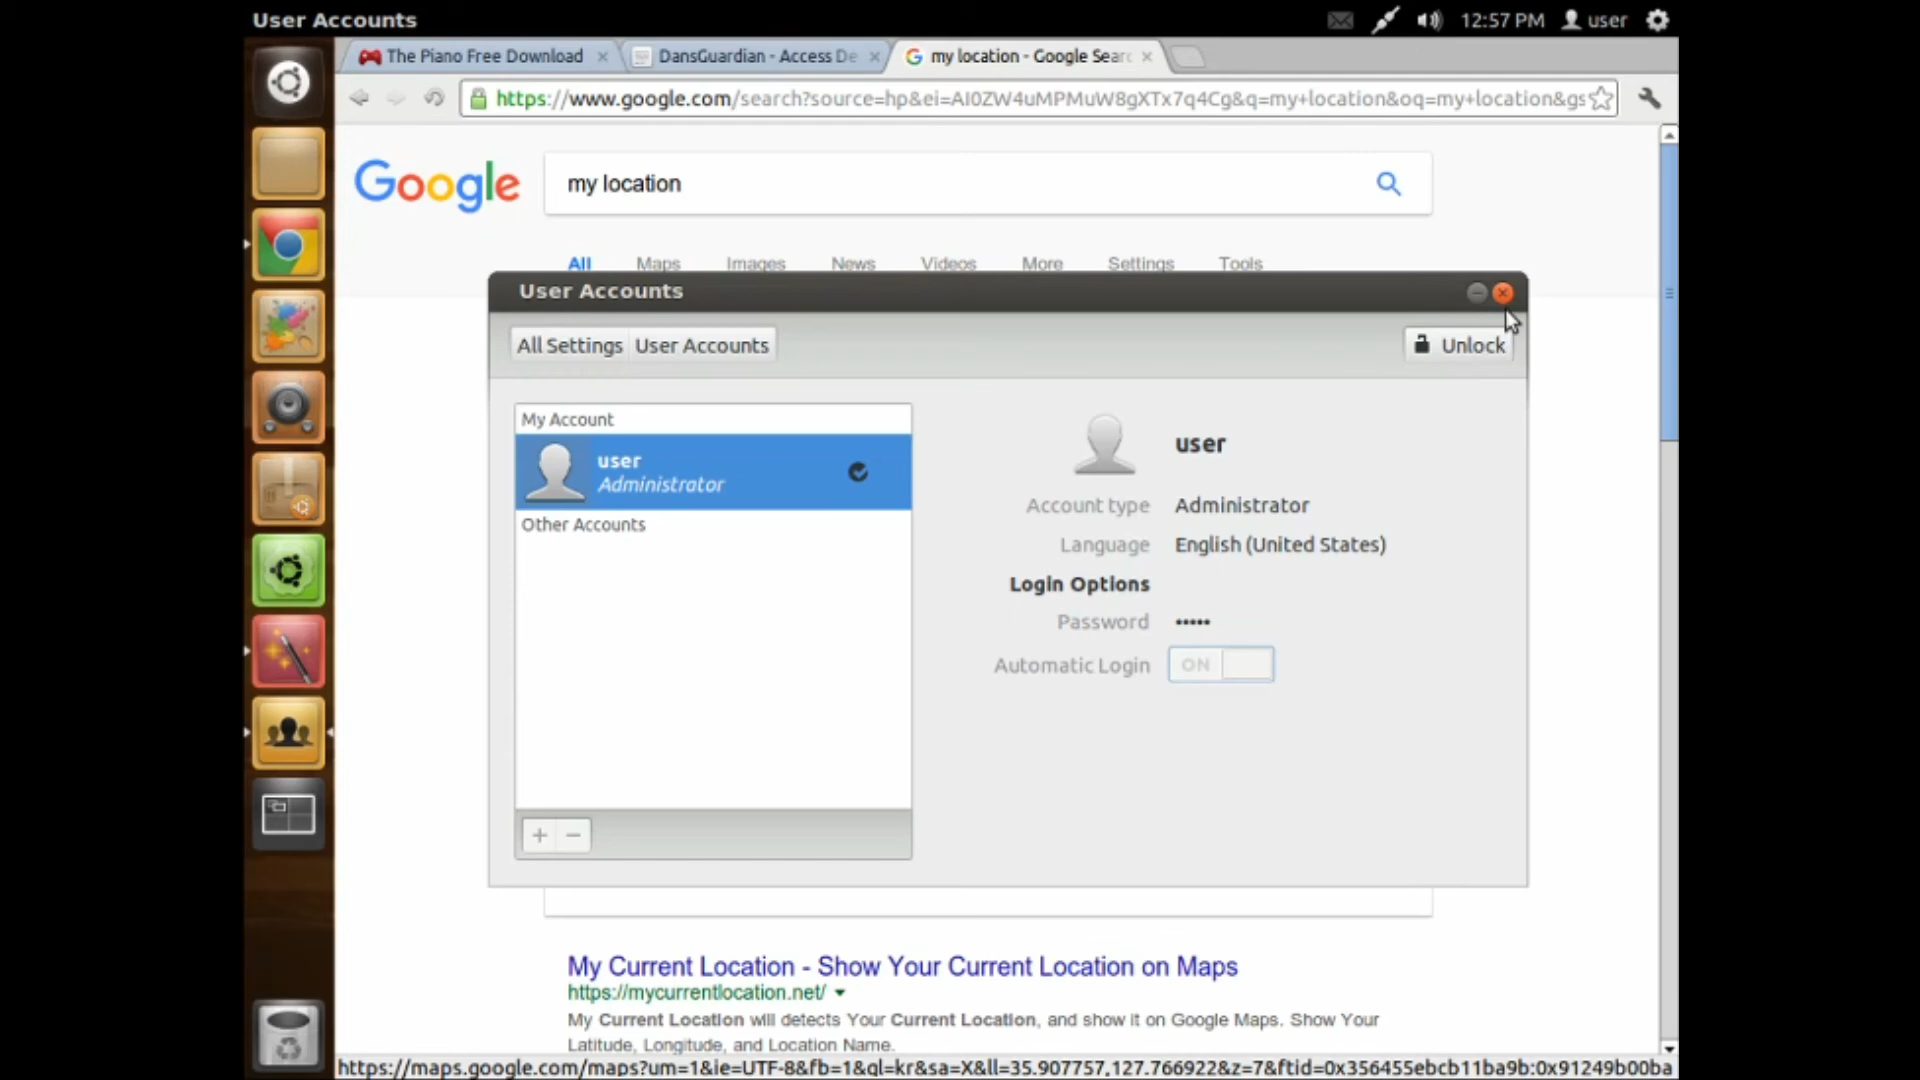 User Accounts
12:57 PM
user
The Piano Free Download
DansGuardian - Access De
my location - Google Sear
https://www.google.com/search?source=hp&ei=AI0ZW4uMPMuW8gXTx7q4Cg&q=my+location&oq=my+location&gs
Google
my location
All Maps Images News Videos More Settings Tools
User Accounts
All Settings User Accounts
Unlock
My Account
user
Administrator
Other Accounts
user
Account type Administrator
Language English (United States)
Login Options
Password •••••
Automatic Login ON
+ −
My Current Location - Show Your Current Location on Maps
https://mycurrentlocation.net/
My Current Location will detects Your Current Location, and show it on Google Maps. Show Your
Latitude, Longitude, and Location Name.
https://maps.google.com/maps?um=1&ie=UTF-8&fb=1&gl=kr&sa=X&ll=35.907757,127.766922&z=7&ftid=0x356455ebcb11ba9b:0x91249b00ba